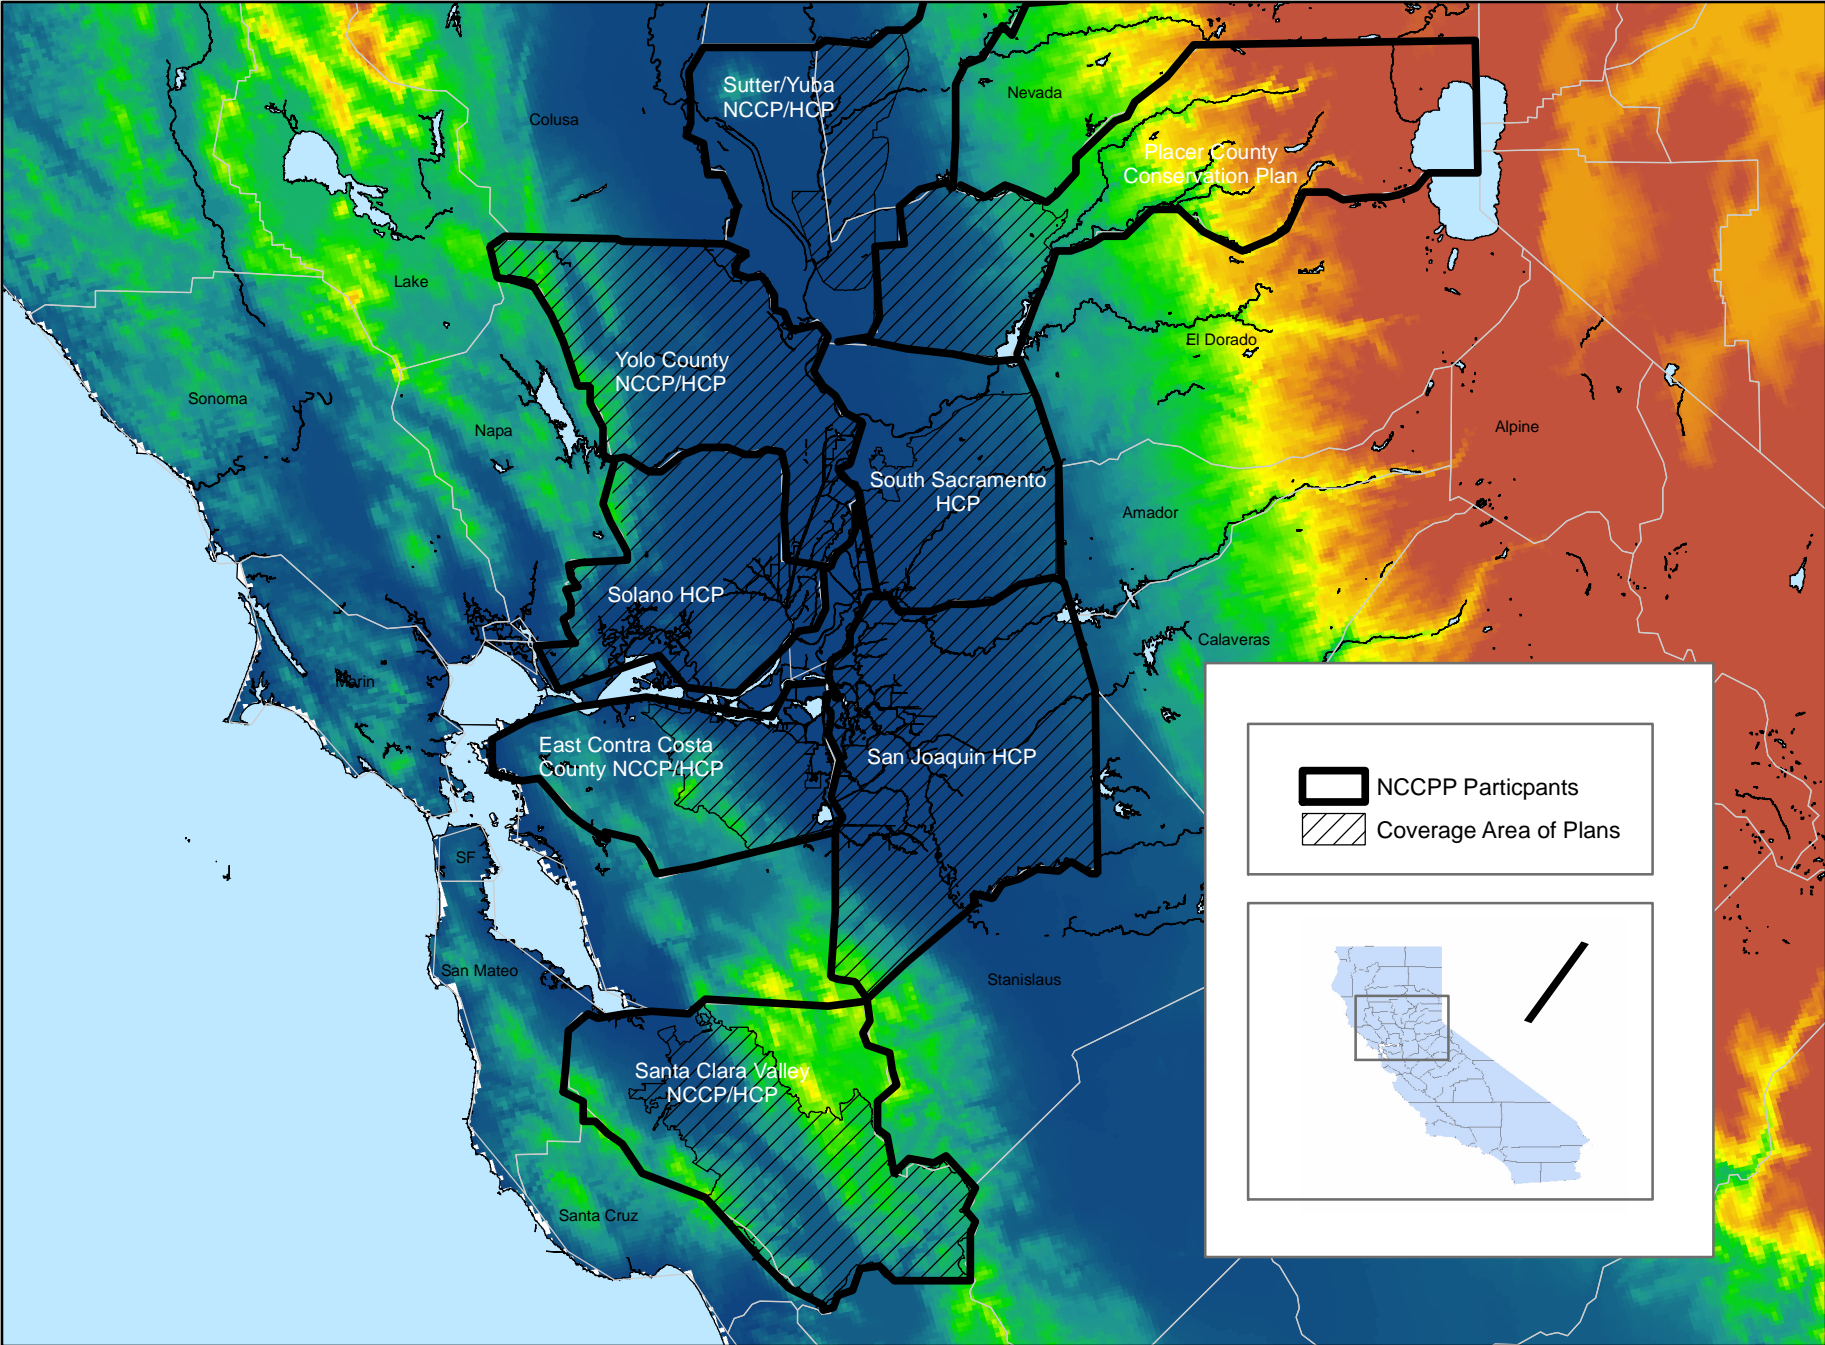 Sutter/Yuba
NCCP/HCP
Nevada
Colusa
Placer County
Conservation Plan
Lake
El Dorado
Yolo County
NCCP/HCP
Sonoma
Napa
Alpine
South Sacramento
HCP
Amador
Solano HCP
Calaveras
Marin
East Contra Costa
County NCCP/HCP
San Joaquin HCP
NCCPP Particpants
Coverage Area of Plans
SF
San Mateo
Stanislaus
Santa Clara Valley
NCCP/HCP
Santa Cruz